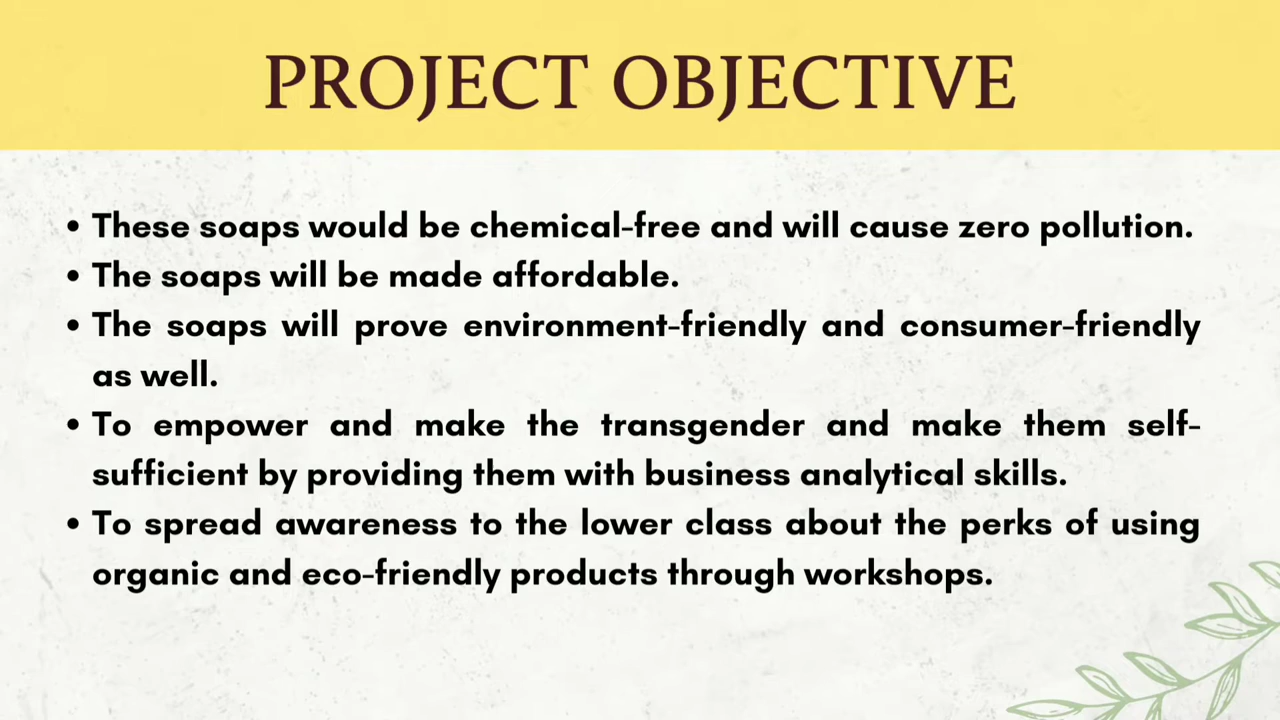 PROJECT OBJECTIVE
• These soaps would be chemical-free and will cause zero pollution.
• The soaps will be made affordable.
• The soaps will prove environment-friendly and consumer-friendly
as well.
• To empower and make the transgender and make them self-
sufficient by providing them with business analytical skills.
• To spread awareness to the lower class about the perks of using
organic and eco-friendly products through workshops.